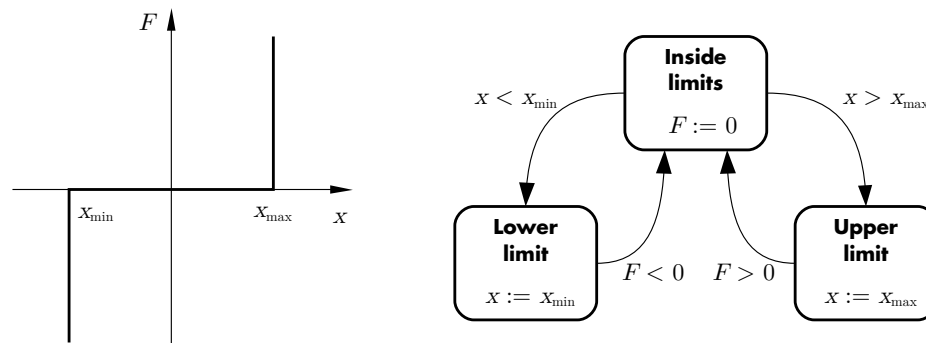 F
x_min
x_max
x
Inside
limits
F := 0
x < x_min
x > x_max
Lower
limit
x := x_min
F < 0
F > 0
Upper
limit
x := x_max